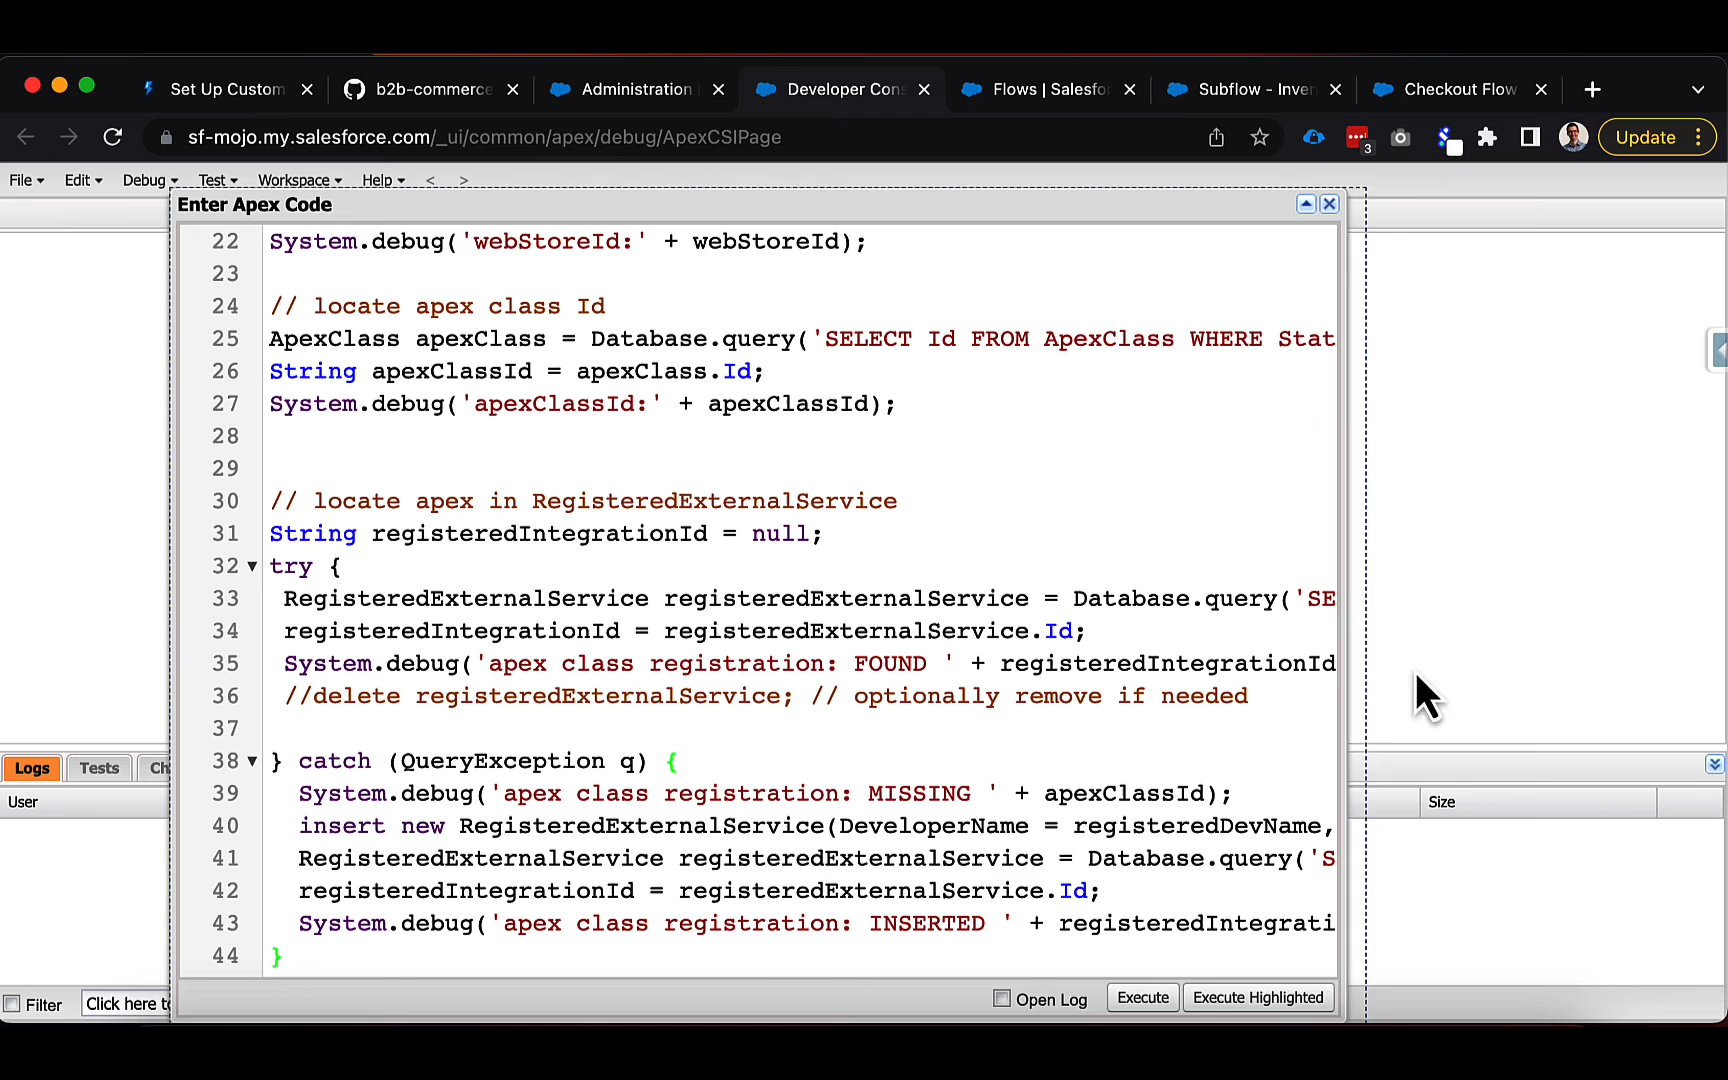 Set Up Custom
b2b-commerce
Administration
Developer Cons
Flows | Salesfo
Subflow - Inven
Checkout Flow
sf-mojo.my.salesforce.com/_ui/common/apex/debug/ApexCSIPage
3
Update
File
Edit
Debug
Test
Workspace
Help
<
>
Enter Apex Code
22 System.debug('webStoreId:' + webStoreId);
23
24 // locate apex class Id
25 ApexClass apexClass = Database.query('SELECT Id FROM ApexClass WHERE Stat
26 String apexClassId = apexClass.Id;
27 System.debug('apexClassId:' + apexClassId);
28
29
30 // locate apex in RegisteredExternalService
31 String registeredIntegrationId = null;
32 try {
33 RegisteredExternalService registeredExternalService = Database.query('SE
34 registeredIntegrationId = registeredExternalService.Id;
35 System.debug('apex class registration: FOUND ' + registeredIntegrationId
36 //delete registeredExternalService; // optionally remove if needed
37
38 } catch (QueryException q) {
39 System.debug('apex class registration: MISSING ' + apexClassId);
40 insert new RegisteredExternalService(DeveloperName = registeredDevName,
41 RegisteredExternalService registeredExternalService = Database.query('S
42 registeredIntegrationId = registeredExternalService.Id;
43 System.debug('apex class registration: INSERTED ' + registeredIntegrati
44 }
Logs
Tests
Ch
User
Size
Filter
Click here to
Open Log
Execute
Execute Highlighted